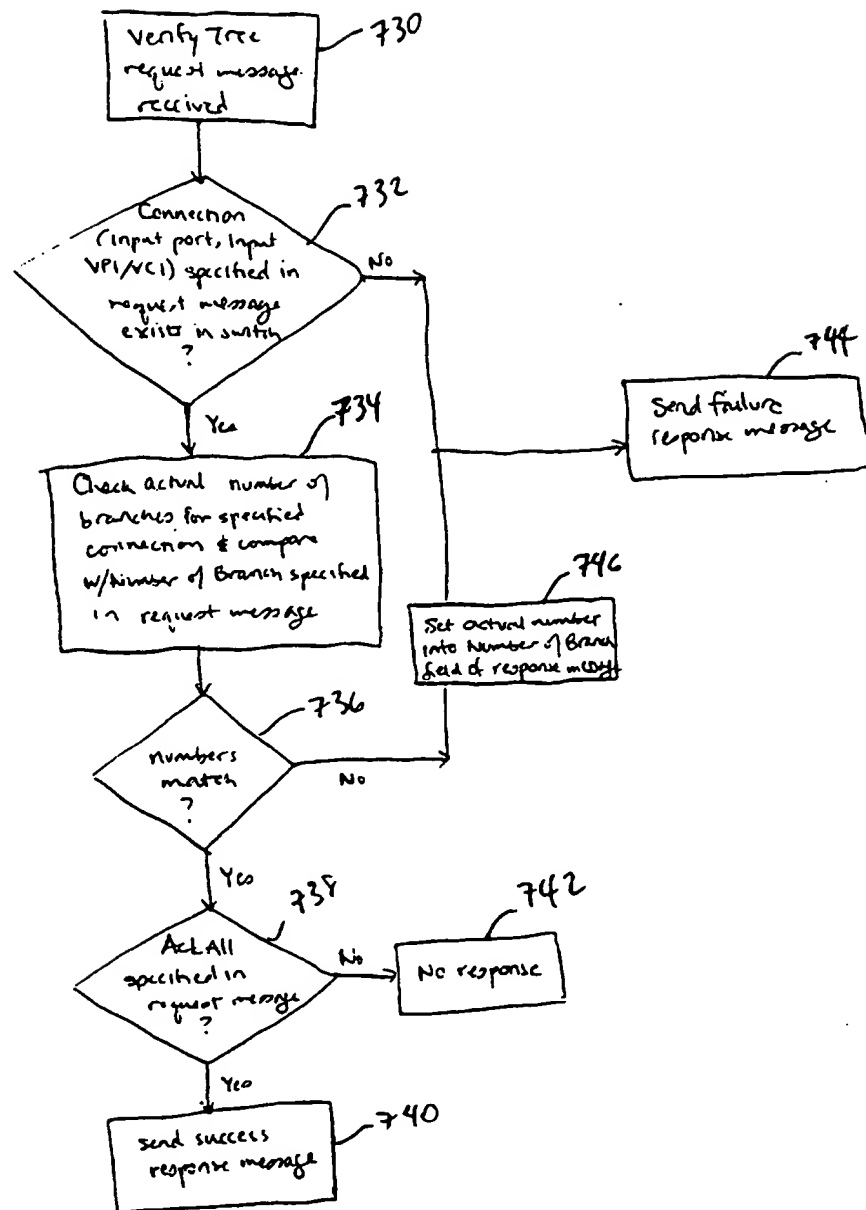 Verify Tree
request message
received
730
Connection
(input port, input
VPI/VCI) specified in
request message
exists in switch
?
732
No
Yes
734
Check actual number of
branches for specified
connection & compare
w/Number of Branch specified
in request message
744
Send failure
response message
746
Set actual number
into Number of Branch
field of response message
736
numbers
match
?
No
Yes
738
AckAll
specified in
request message
?
No
742
No response
Yes
740
send success
response message